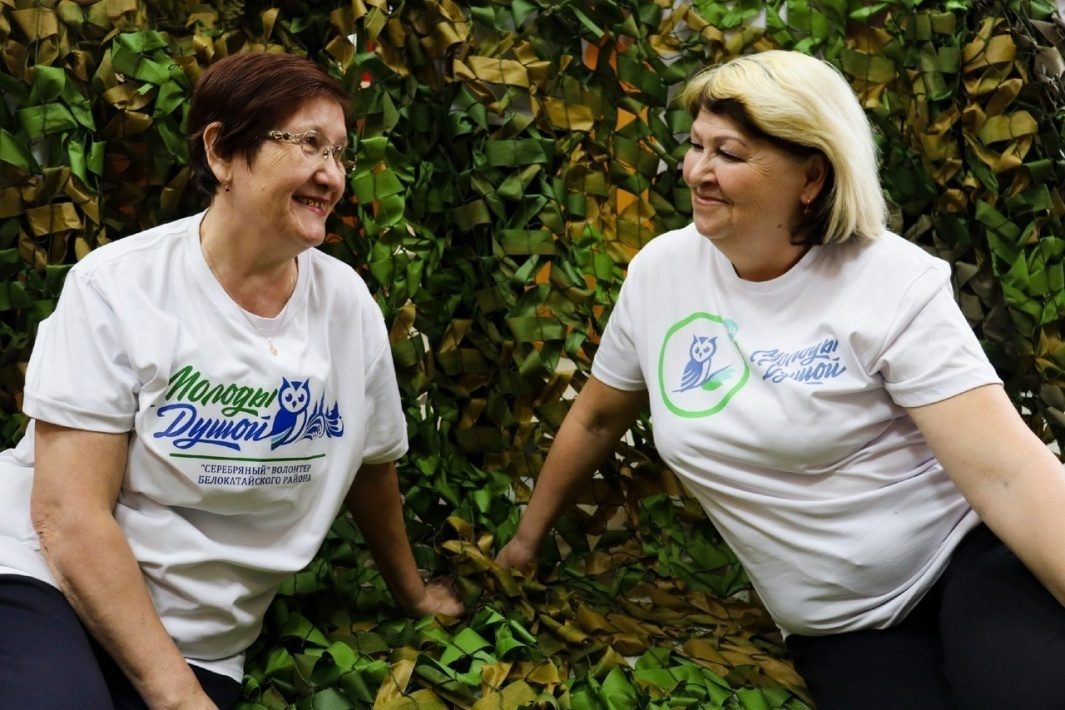 Молоды
Душой
"СЕРЕБРЯНЫЙ" ВОЛОНТЕР
БЕЛОКАТАЙСКОГО РАЙОНА
Молоды
Душой